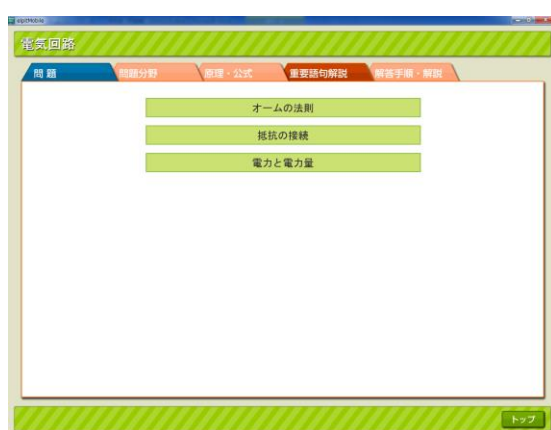 alpitMobile
電気回路
問 題
問題分野
原理・公式
重要語句解説
解答手順・解説
オームの法則
抵抗の接続
電力と電力量
トップ